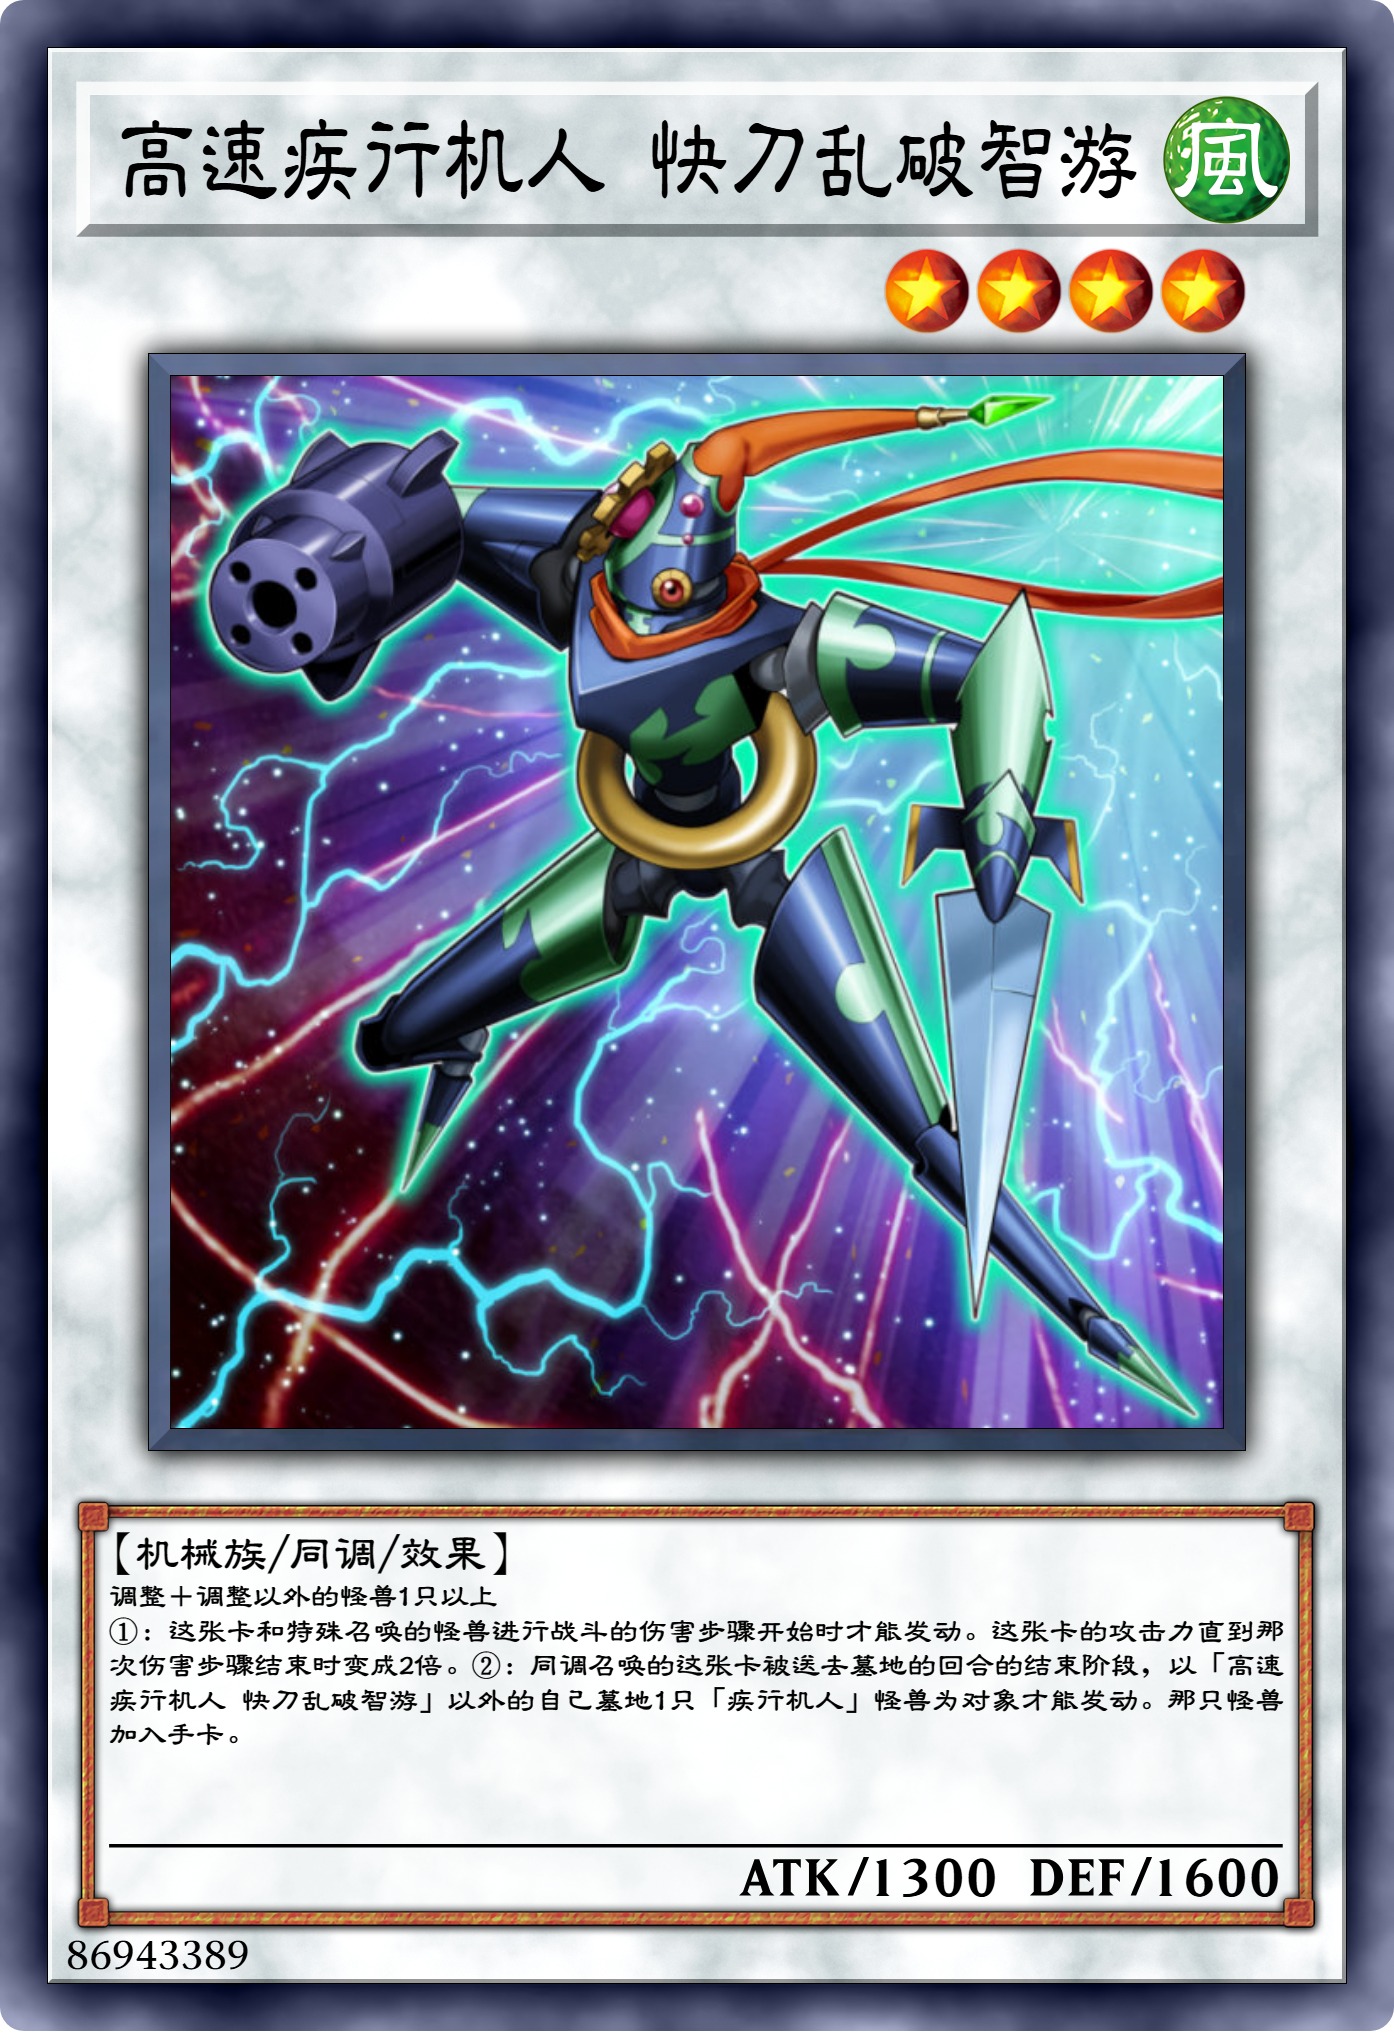 高速疾行机人 快刀乱破智游 風
【机械族/同调/效果】
调整＋调整以外的怪兽1只以上
①：这张卡和特殊召唤的怪兽进行战斗的伤害步骤开始时才能发动。这张卡的攻击力直到那
次伤害步骤结束时变成2倍。②：同调召唤的这张卡被送去墓地的回合的结束阶段，以「高速
疾行机人 快刀乱破智游」以外的自己墓地1只「疾行机人」怪兽为对象才能发动。那只怪兽
加入手卡。
ATK/1300 DEF/1600
86943389